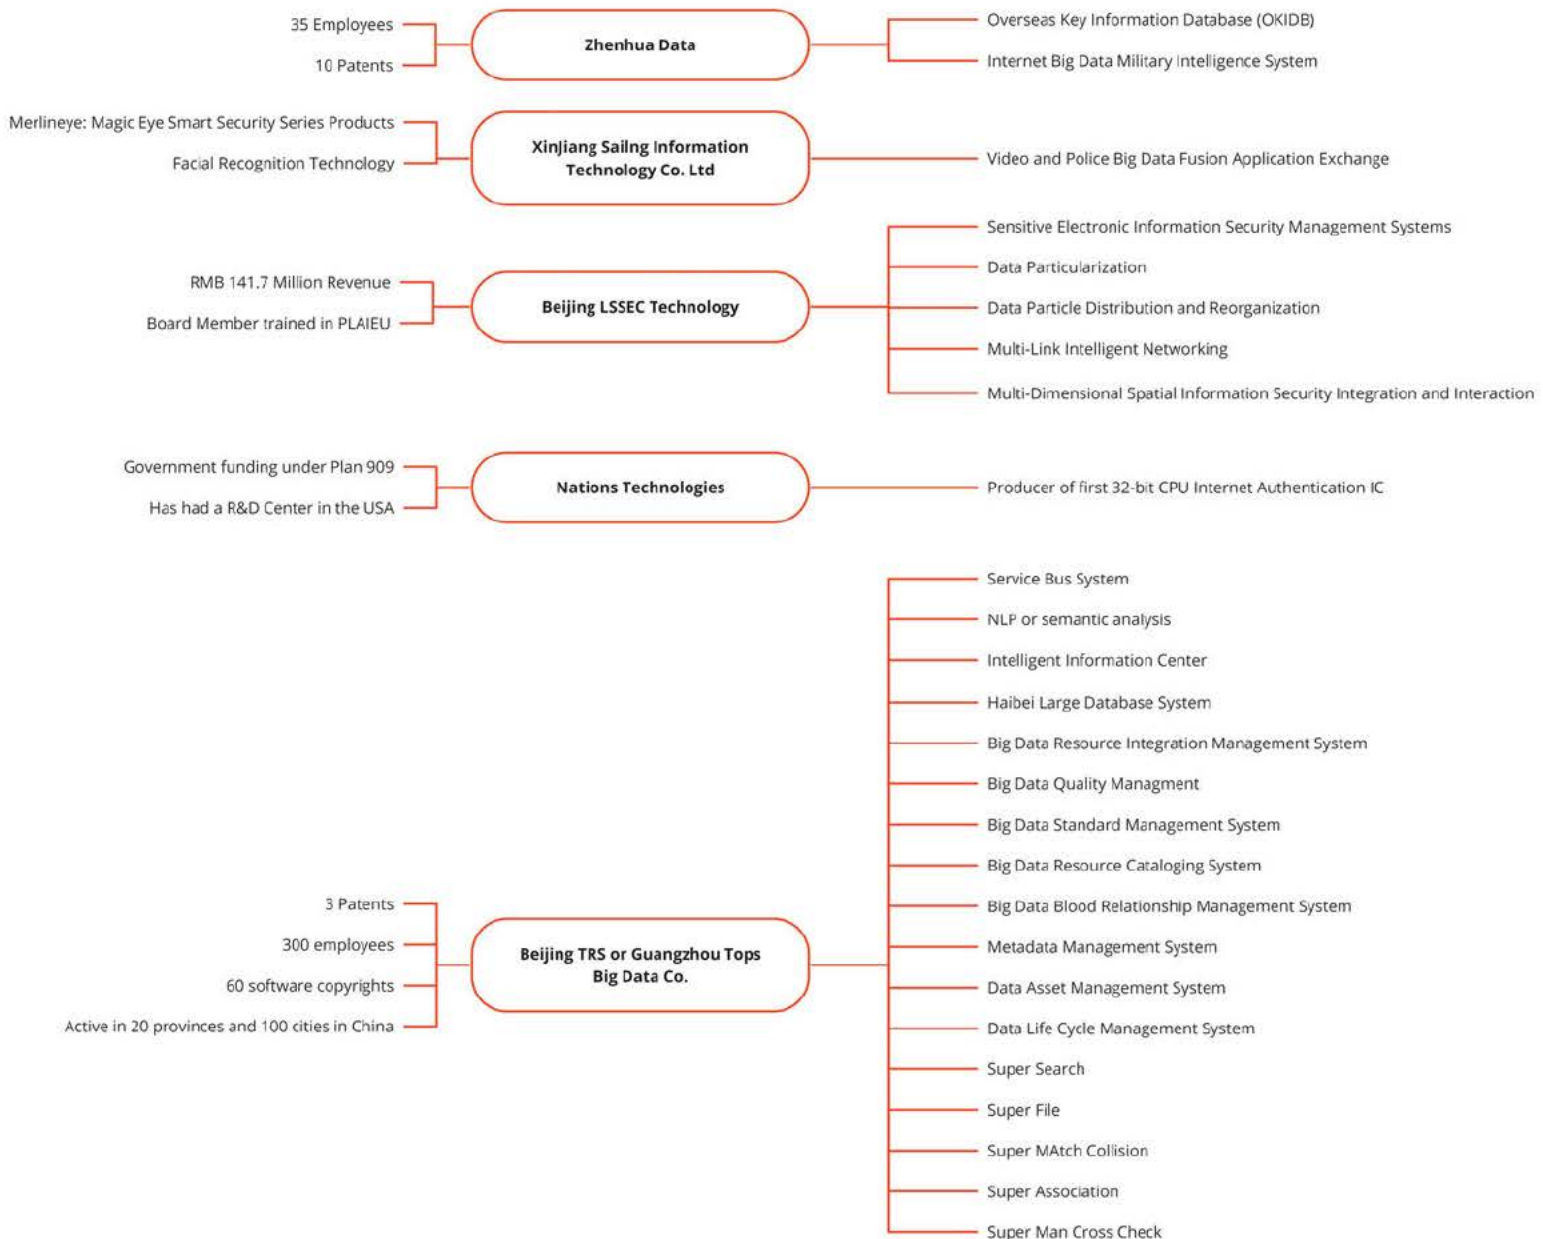 35 Employees
10 Patents
Zhenhua Data
Overseas Key Information Database (OKIDB)
Internet Big Data Military Intelligence System
Merlineye: Magic Eye Smart Security Series Products
Facial Recognition Technology
XinJiang Sailng Information
Technology Co. Ltd
Video and Police Big Data Fusion Application Exchange
RMB 141.7 Million Revenue
Board Member trained in PLAIEU
Beijing LSSEC Technology
Sensitive Electronic Information Security Management Systems
Data Particularization
Data Particle Distribution and Reorganization
Multi-Link Intelligent Networking
Multi-Dimensional Spatial Information Security Integration and Interaction
Government funding under Plan 909
Has had a R&D Center in the USA
Nations Technologies
Producer of first 32-bit CPU Internet Authentication IC
3 Patents
300 employees
60 software copyrights
Active in 20 provinces and 100 cities in China
Beijing TRS or Guangzhou Tops
Big Data Co.
Service Bus System
NLP or semantic analysis
Intelligent Information Center
Haibei Large Database System
Big Data Resource Integration Management System
Big Data Quality Managment
Big Data Standard Management System
Big Data Resource Cataloging System
Big Data Blood Relationship Management System
Metadata Management System
Data Asset Management System
Data Life Cycle Management System
Super Search
Super File
Super MAtch Collision
Super Association
Super Man Cross Check